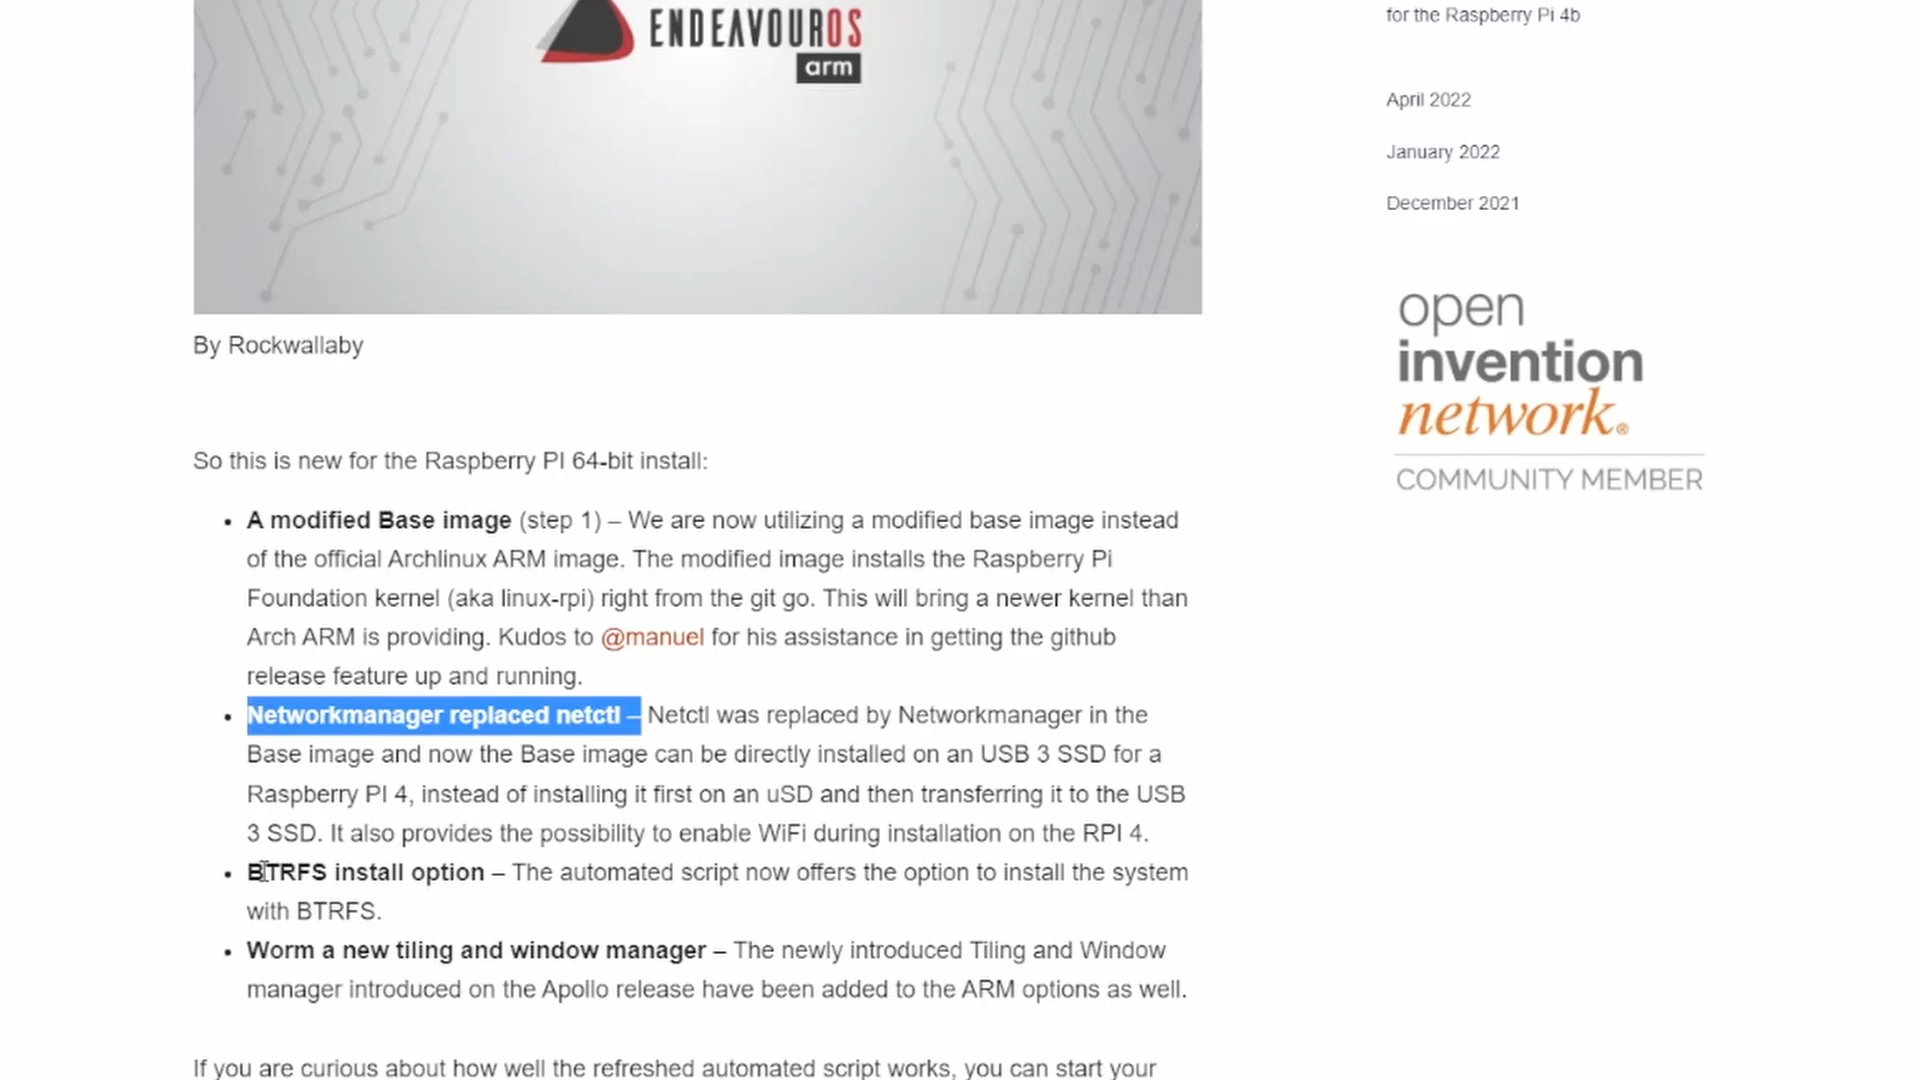 ENDEAVOUROS
arm
By Rockwallaby
So this is new for the Raspberry PI 64-bit install:
• A modified Base image (step 1) – We are now utilizing a modified base image instead
of the official Archlinux ARM image. The modified image installs the Raspberry Pi
Foundation kernel (aka linux-rpi) right from the git go. This will bring a newer kernel than
Arch ARM is providing. Kudos to @manuel for his assistance in getting the github
release feature up and running.
• Networkmanager replaced netctl – Netctl was replaced by Networkmanager in the
Base image and now the Base image can be directly installed on an USB 3 SSD for a
Raspberry PI 4, instead of installing it first on an uSD and then transferring it to the USB
3 SSD. It also provides the possibility to enable WiFi during installation on the RPI 4.
• BTRFS install option – The automated script now offers the option to install the system
with BTRFS.
• Worm a new tiling and window manager – The newly introduced Tiling and Window
manager introduced on the Apollo release have been added to the ARM options as well.
If you are curious about how well the refreshed automated script works, you can start your
for the Raspberry Pi 4b
April 2022
January 2022
December 2021
open
invention
network®
COMMUNITY MEMBER